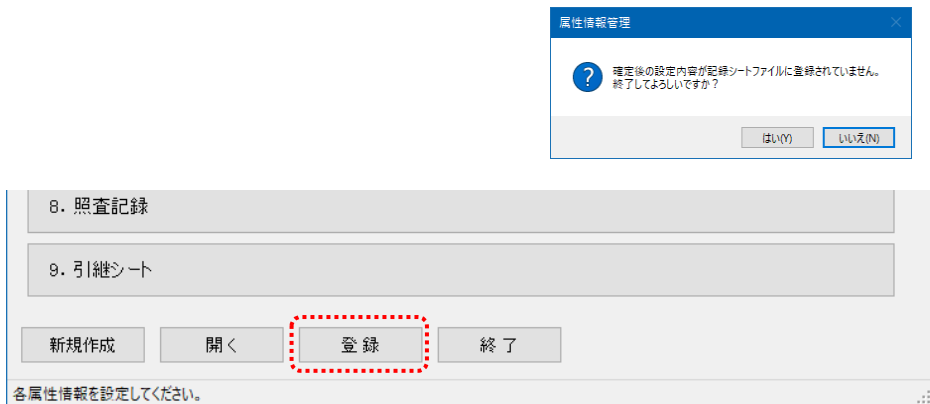 属性情報管理
確定後の設定内容が記録シートファイルに登録されていません。
終了してよろしいですか？
はい(Y) いいえ(N)
8. 照査記録
9. 引継シート
新規作成 開く 登録 終了
各属性情報を設定してください。